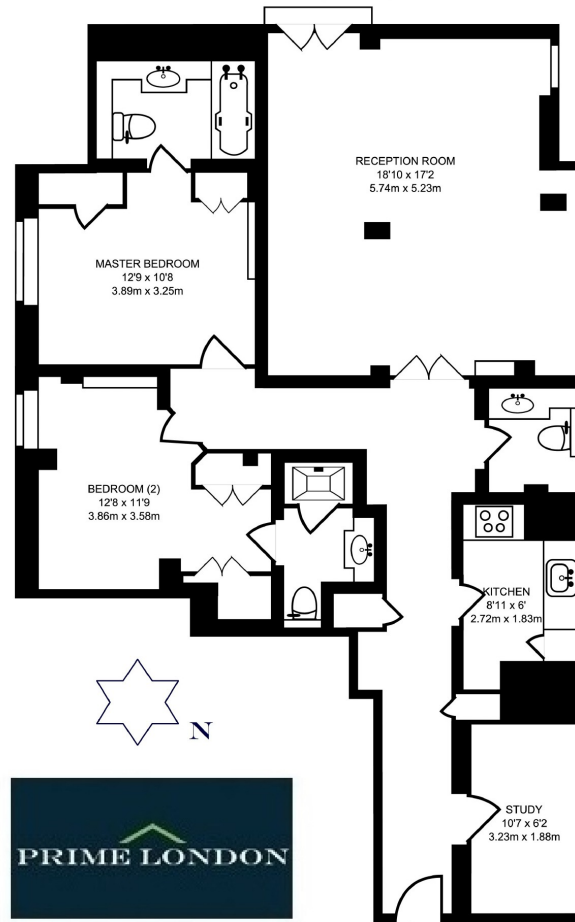 RECEPTION ROOM
18'10 x 17'2
5.74m x 5.23m
MASTER BEDROOM
12'9 x 10'8
3.89m x 3.25m
BEDROOM (2)
12'8 x 11'9
3.86m x 3.58m
KITCHEN
8'11 x 6'
2.72m x 1.83m
N
STUDY
10'7 x 6'2
3.23m x 1.88m
PRIME LONDON